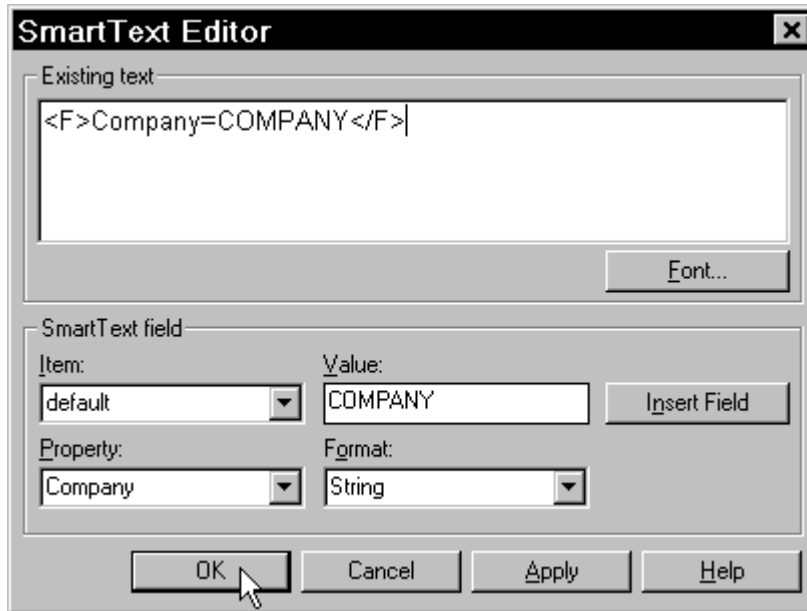 SmartText Editor
Existing text
<F>Company=COMPANY</F>
Font...
SmartText field
Item:
Value:
default
COMPANY
Insert Field
Property:
Format:
Company
String
OK
Cancel
Apply
Help